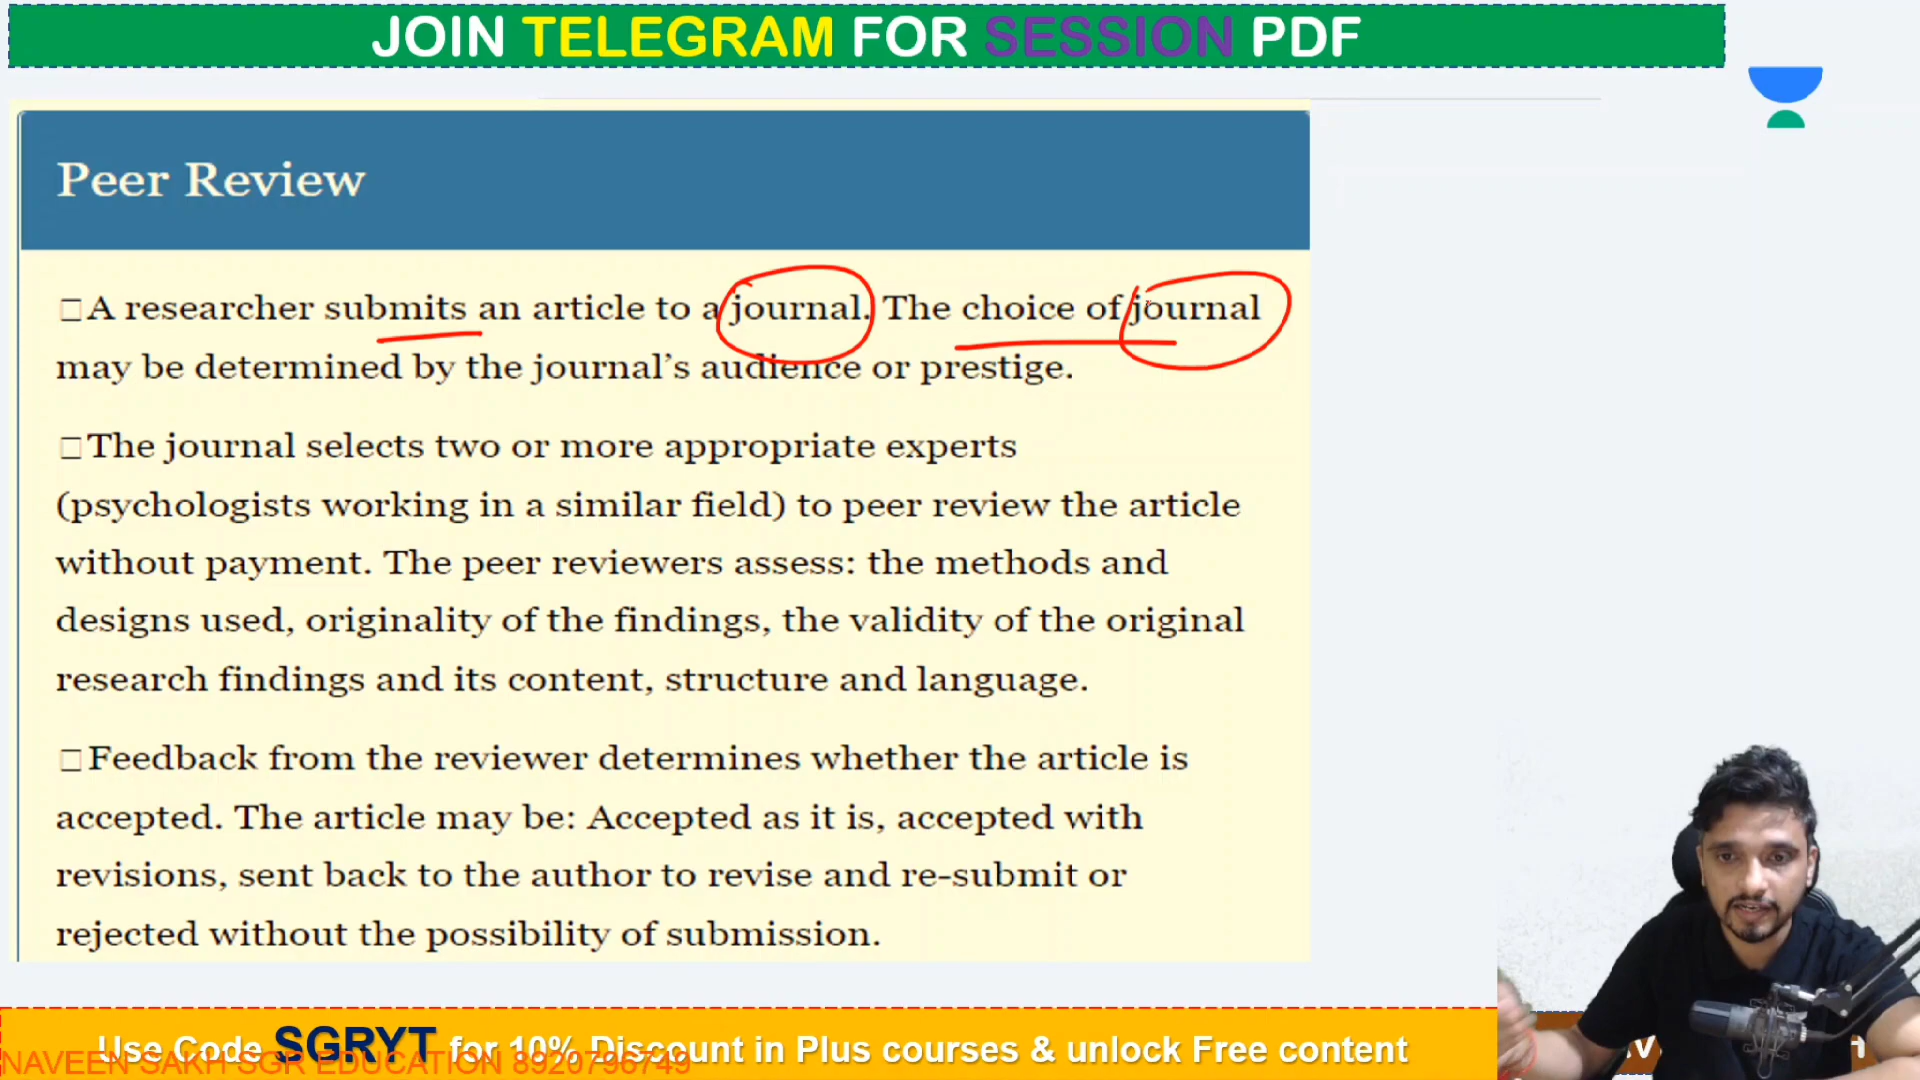 JOIN TELEGRAM FOR SESSION PDF
Peer Review
□A researcher submits an article to a journal. The choice of journal
may be determined by the journal’s audience or prestige.
□The journal selects two or more appropriate experts
(psychologists working in a similar field) to peer review the article
without payment. The peer reviewers assess: the methods and
designs used, originality of the findings, the validity of the original
research findings and its content, structure and language.
□Feedback from the reviewer determines whether the article is
accepted. The article may be: Accepted as it is, accepted with
revisions, sent back to the author to revise and re-submit or
rejected without the possibility of submission.
Use Code SGRYT for 10% Discount in Plus courses & unlock Free content
NAVEEN SAKH SGR EDUCATION 8920796749